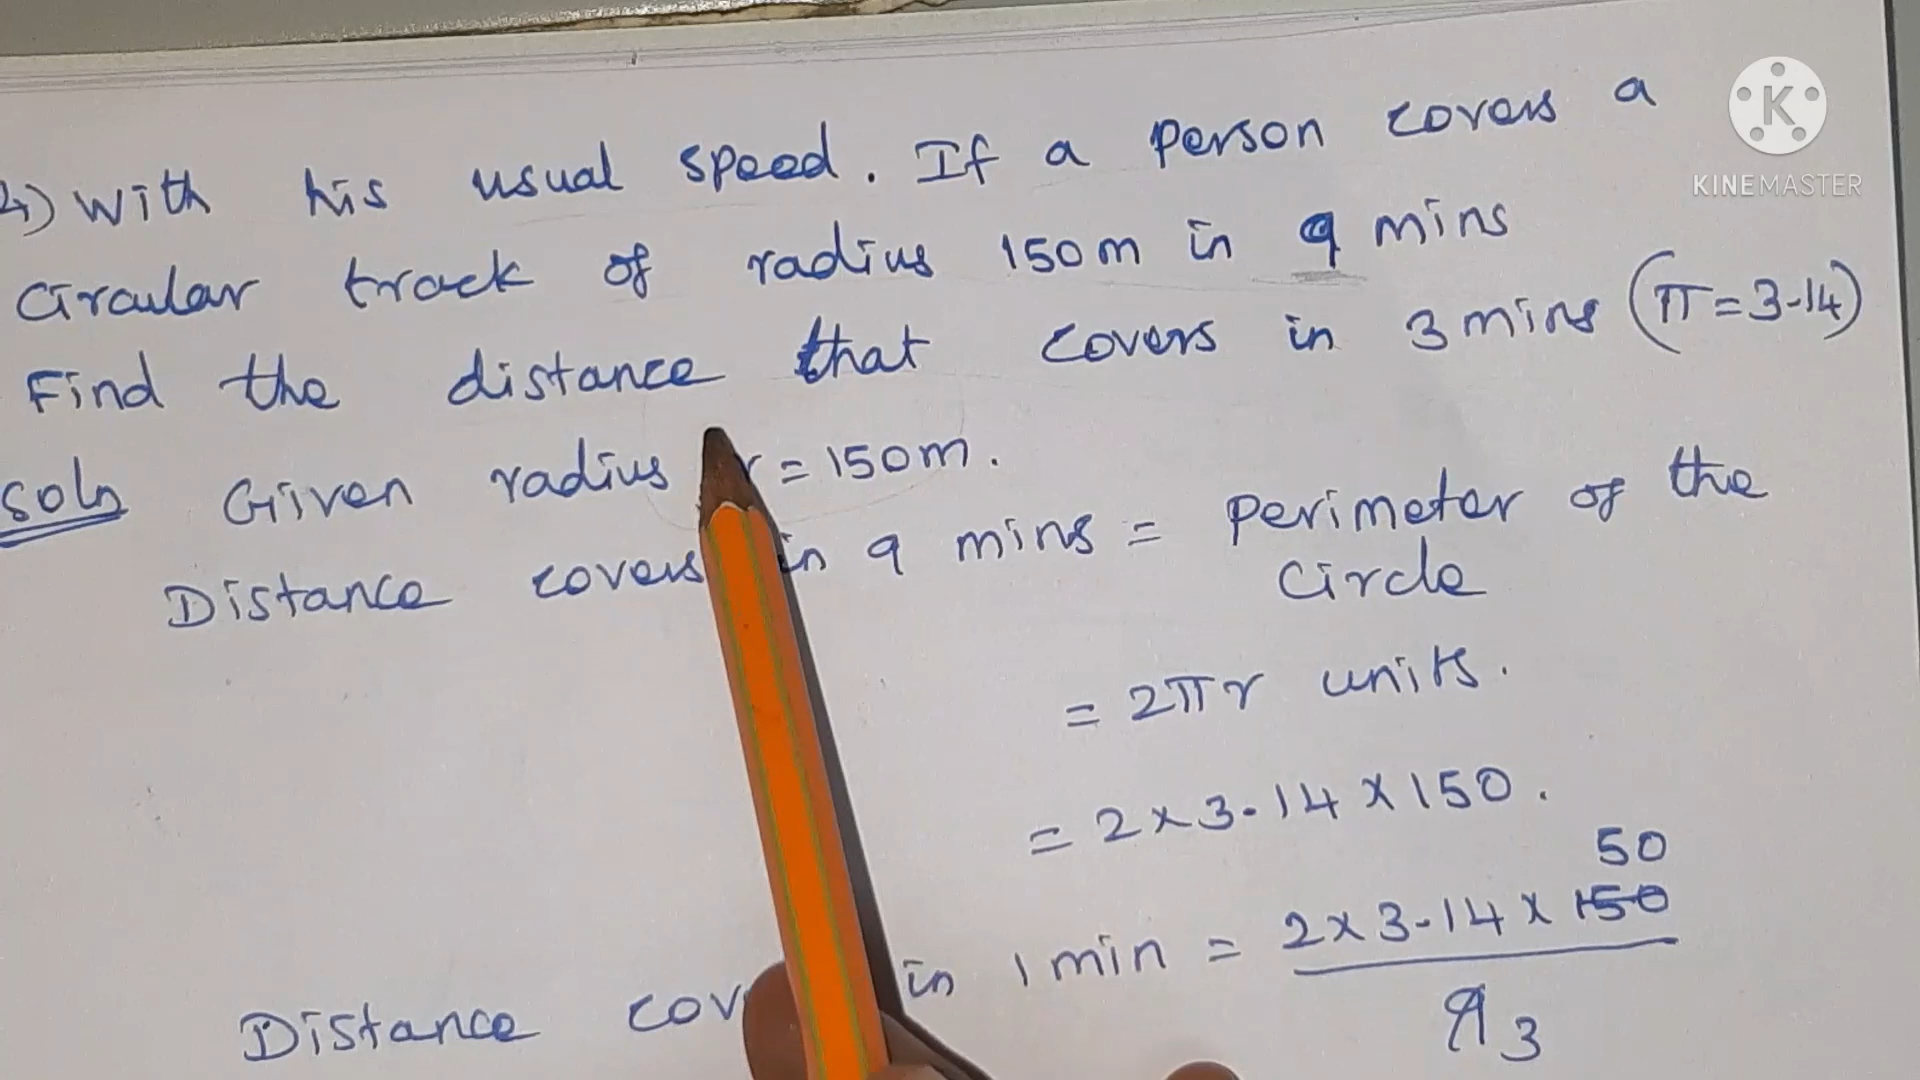 4) With his usual speed. If a person covers a
circular track of radius 150m in 9 mins
Find the distance that covers in 3 mins (π = 3.14)
Soln Given radius r = 150m.
Distance covers in 9 mins = perimeter of the
circle
= 2πr units.
= 2 × 3.14 × 150.
50
Distance cov in 1 min = 2 × 3.14 × 150
9 3
KINEMASTER